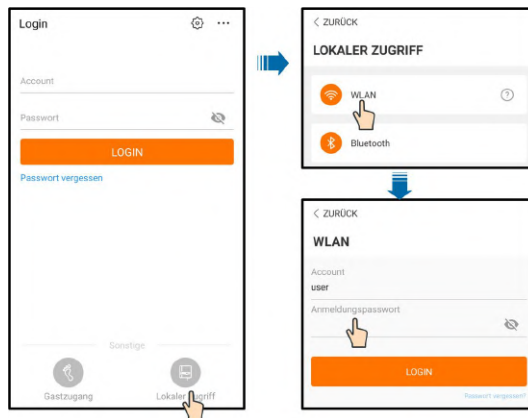 Login
Account
Passwort
LOGIN
Passwort vergessen
Sonstige
Gastzugang
Lokaler Zugriff
< ZURÜCK
LOKALER ZUGRIFF
WLAN
Bluetooth
< ZURÜCK
WLAN
Account
user
Anmeldungspasswort
LOGIN
Passwort vergessen?